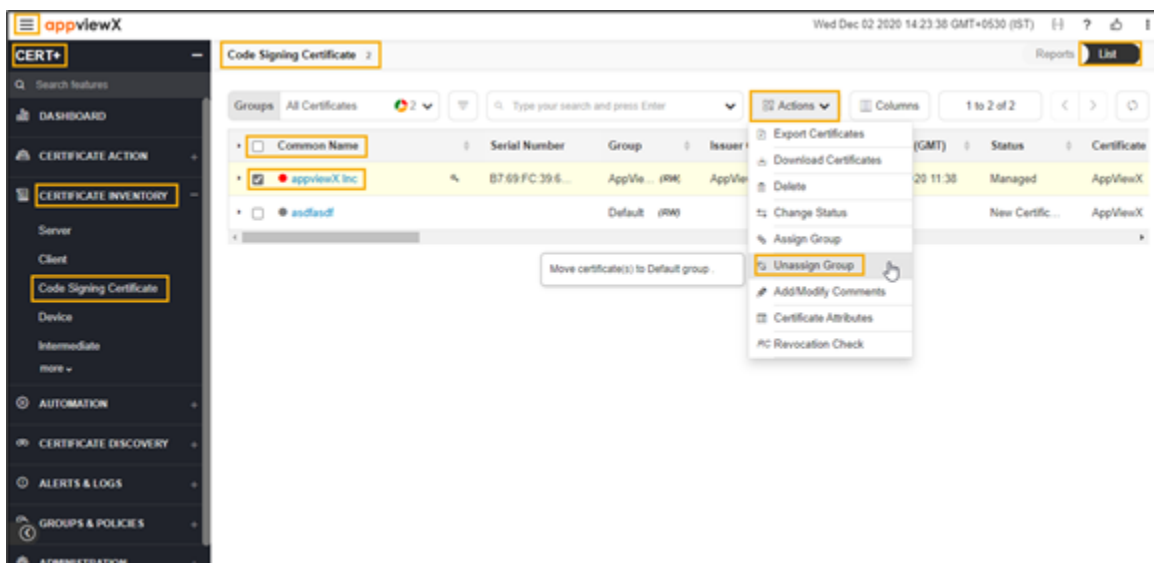 appviewX
Wed Dec 02 2020 14:23:38 GMT+0530 (IST) ?
CERT+
Code Signing Certificate 2
Reports List
Search features
DASHBOARD
CERTIFICATE ACTION +
CERTIFICATE INVENTORY
Server
Client
Code Signing Certificate
Device
Intermediate
more
AUTOMATION +
CERTIFICATE DISCOVERY +
ALERTS & LOGS +
GROUPS & POLICIES +
ADMINISTRATION
Groups All Certificates 2
Type your search and press Enter
Actions
Columns
1 to 2 of 2
Common Name Serial Number Group Issuer (GMT) Status Certificate
appviewX Inc B7:69:FC:39:6... AppVie... (RW) AppVie 20 11:38 Managed AppViewX
asdfasdf Default (RW) New Certific... AppViewX
Move certificate(s) to Default group .
Export Certificates
Download Certificates
Delete
Change Status
Assign Group
Unassign Group
Add/Modify Comments
Certificate Attributes
Revocation Check